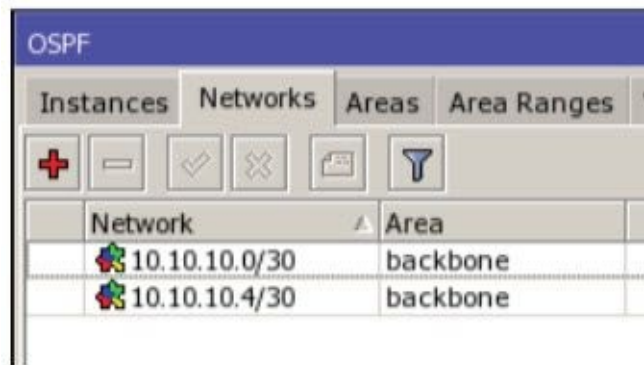 OSPF
Instances Networks Areas Area Ranges
Network Area
10.10.10.0/30 backbone
10.10.10.4/30 backbone